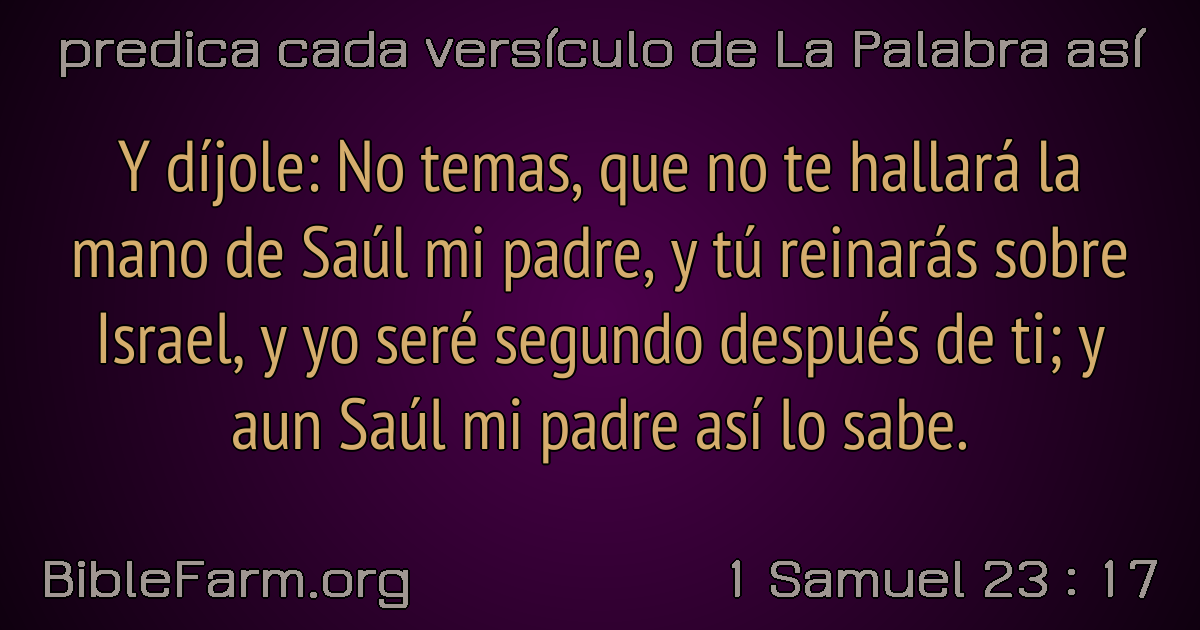 predica cada versículo de La Palabra así
Y díjole: No temas, que no te hallará la
mano de Saúl mi padre, y tú reinarás sobre
Israel, y yo seré segundo después de ti; y
aun Saúl mi padre así lo sabe.
BibleFarm.org
1 Samuel 23 : 17